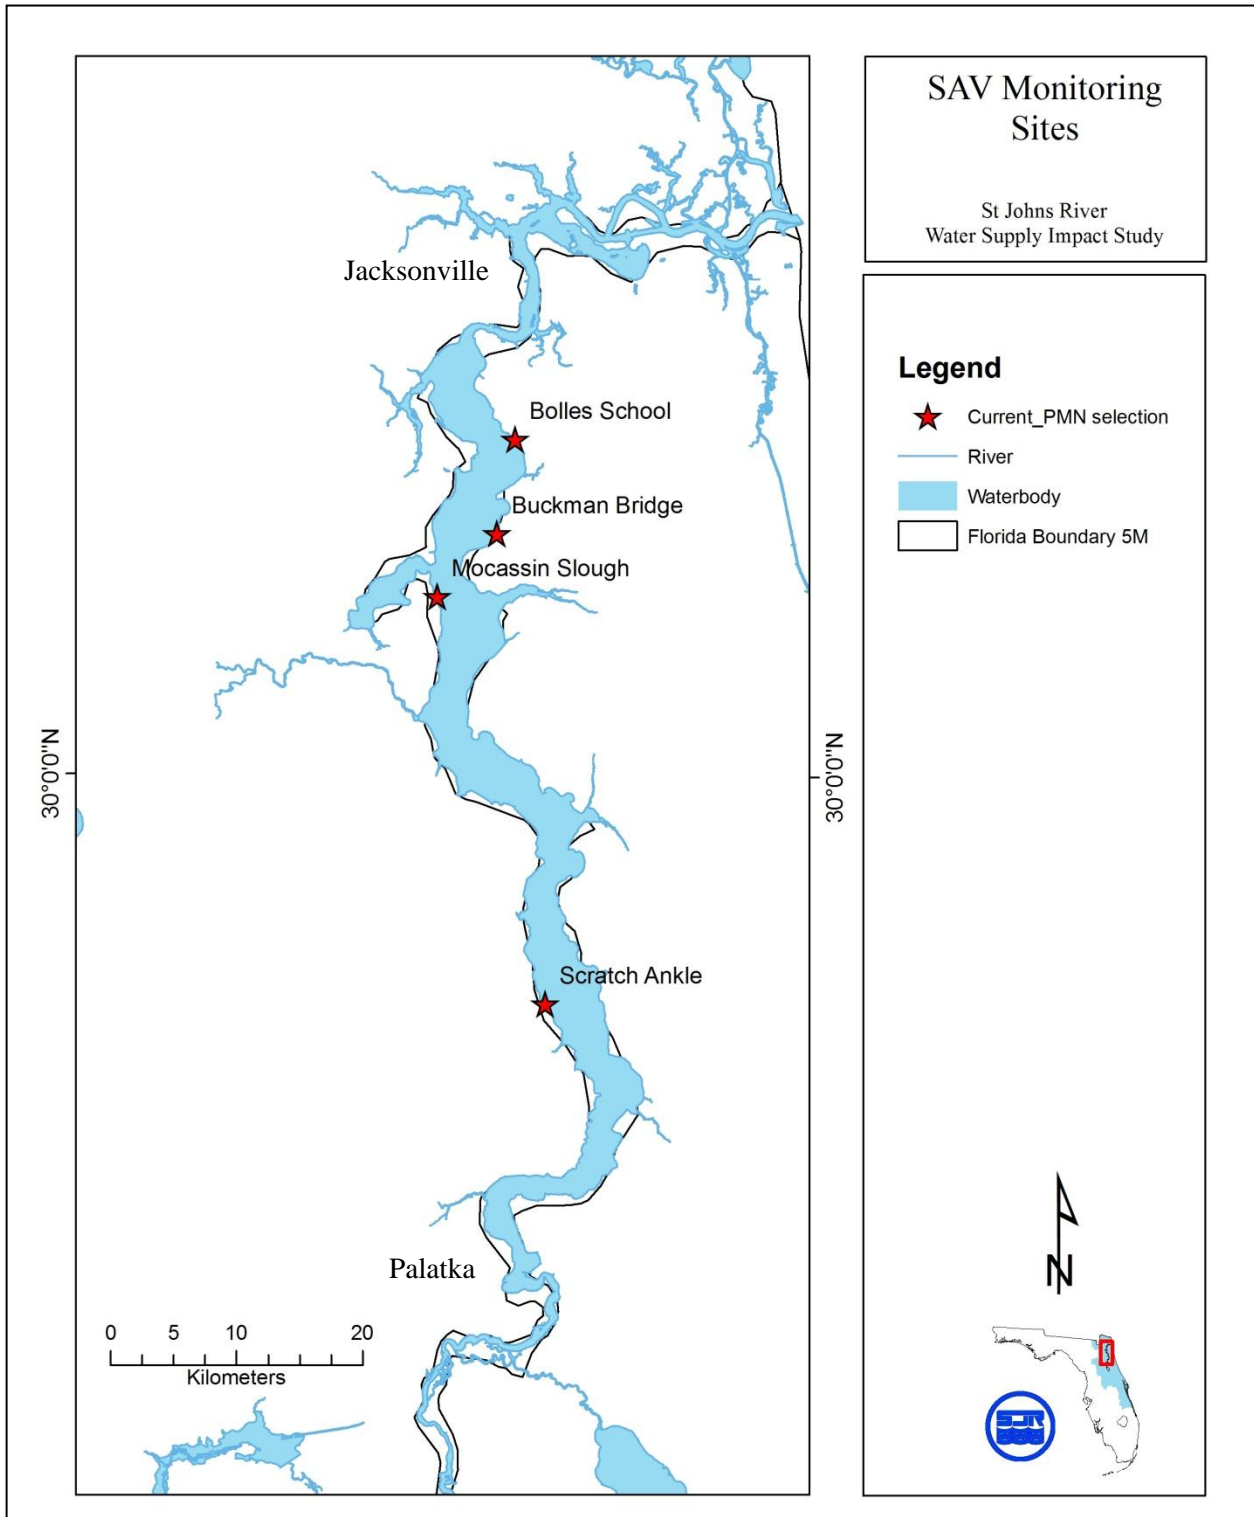 SAV Monitoring
Sites
St Johns River
Water Supply Impact Study
Jacksonville
Bolles School
Buckman Bridge
Mocassin Slough
30°0'0"N
30°0'0"N
Scratch Ankle
Palatka
0 5 10 20
Kilometers
Legend
Current_PMN selection
River
Waterbody
Florida Boundary 5M
N
SJR